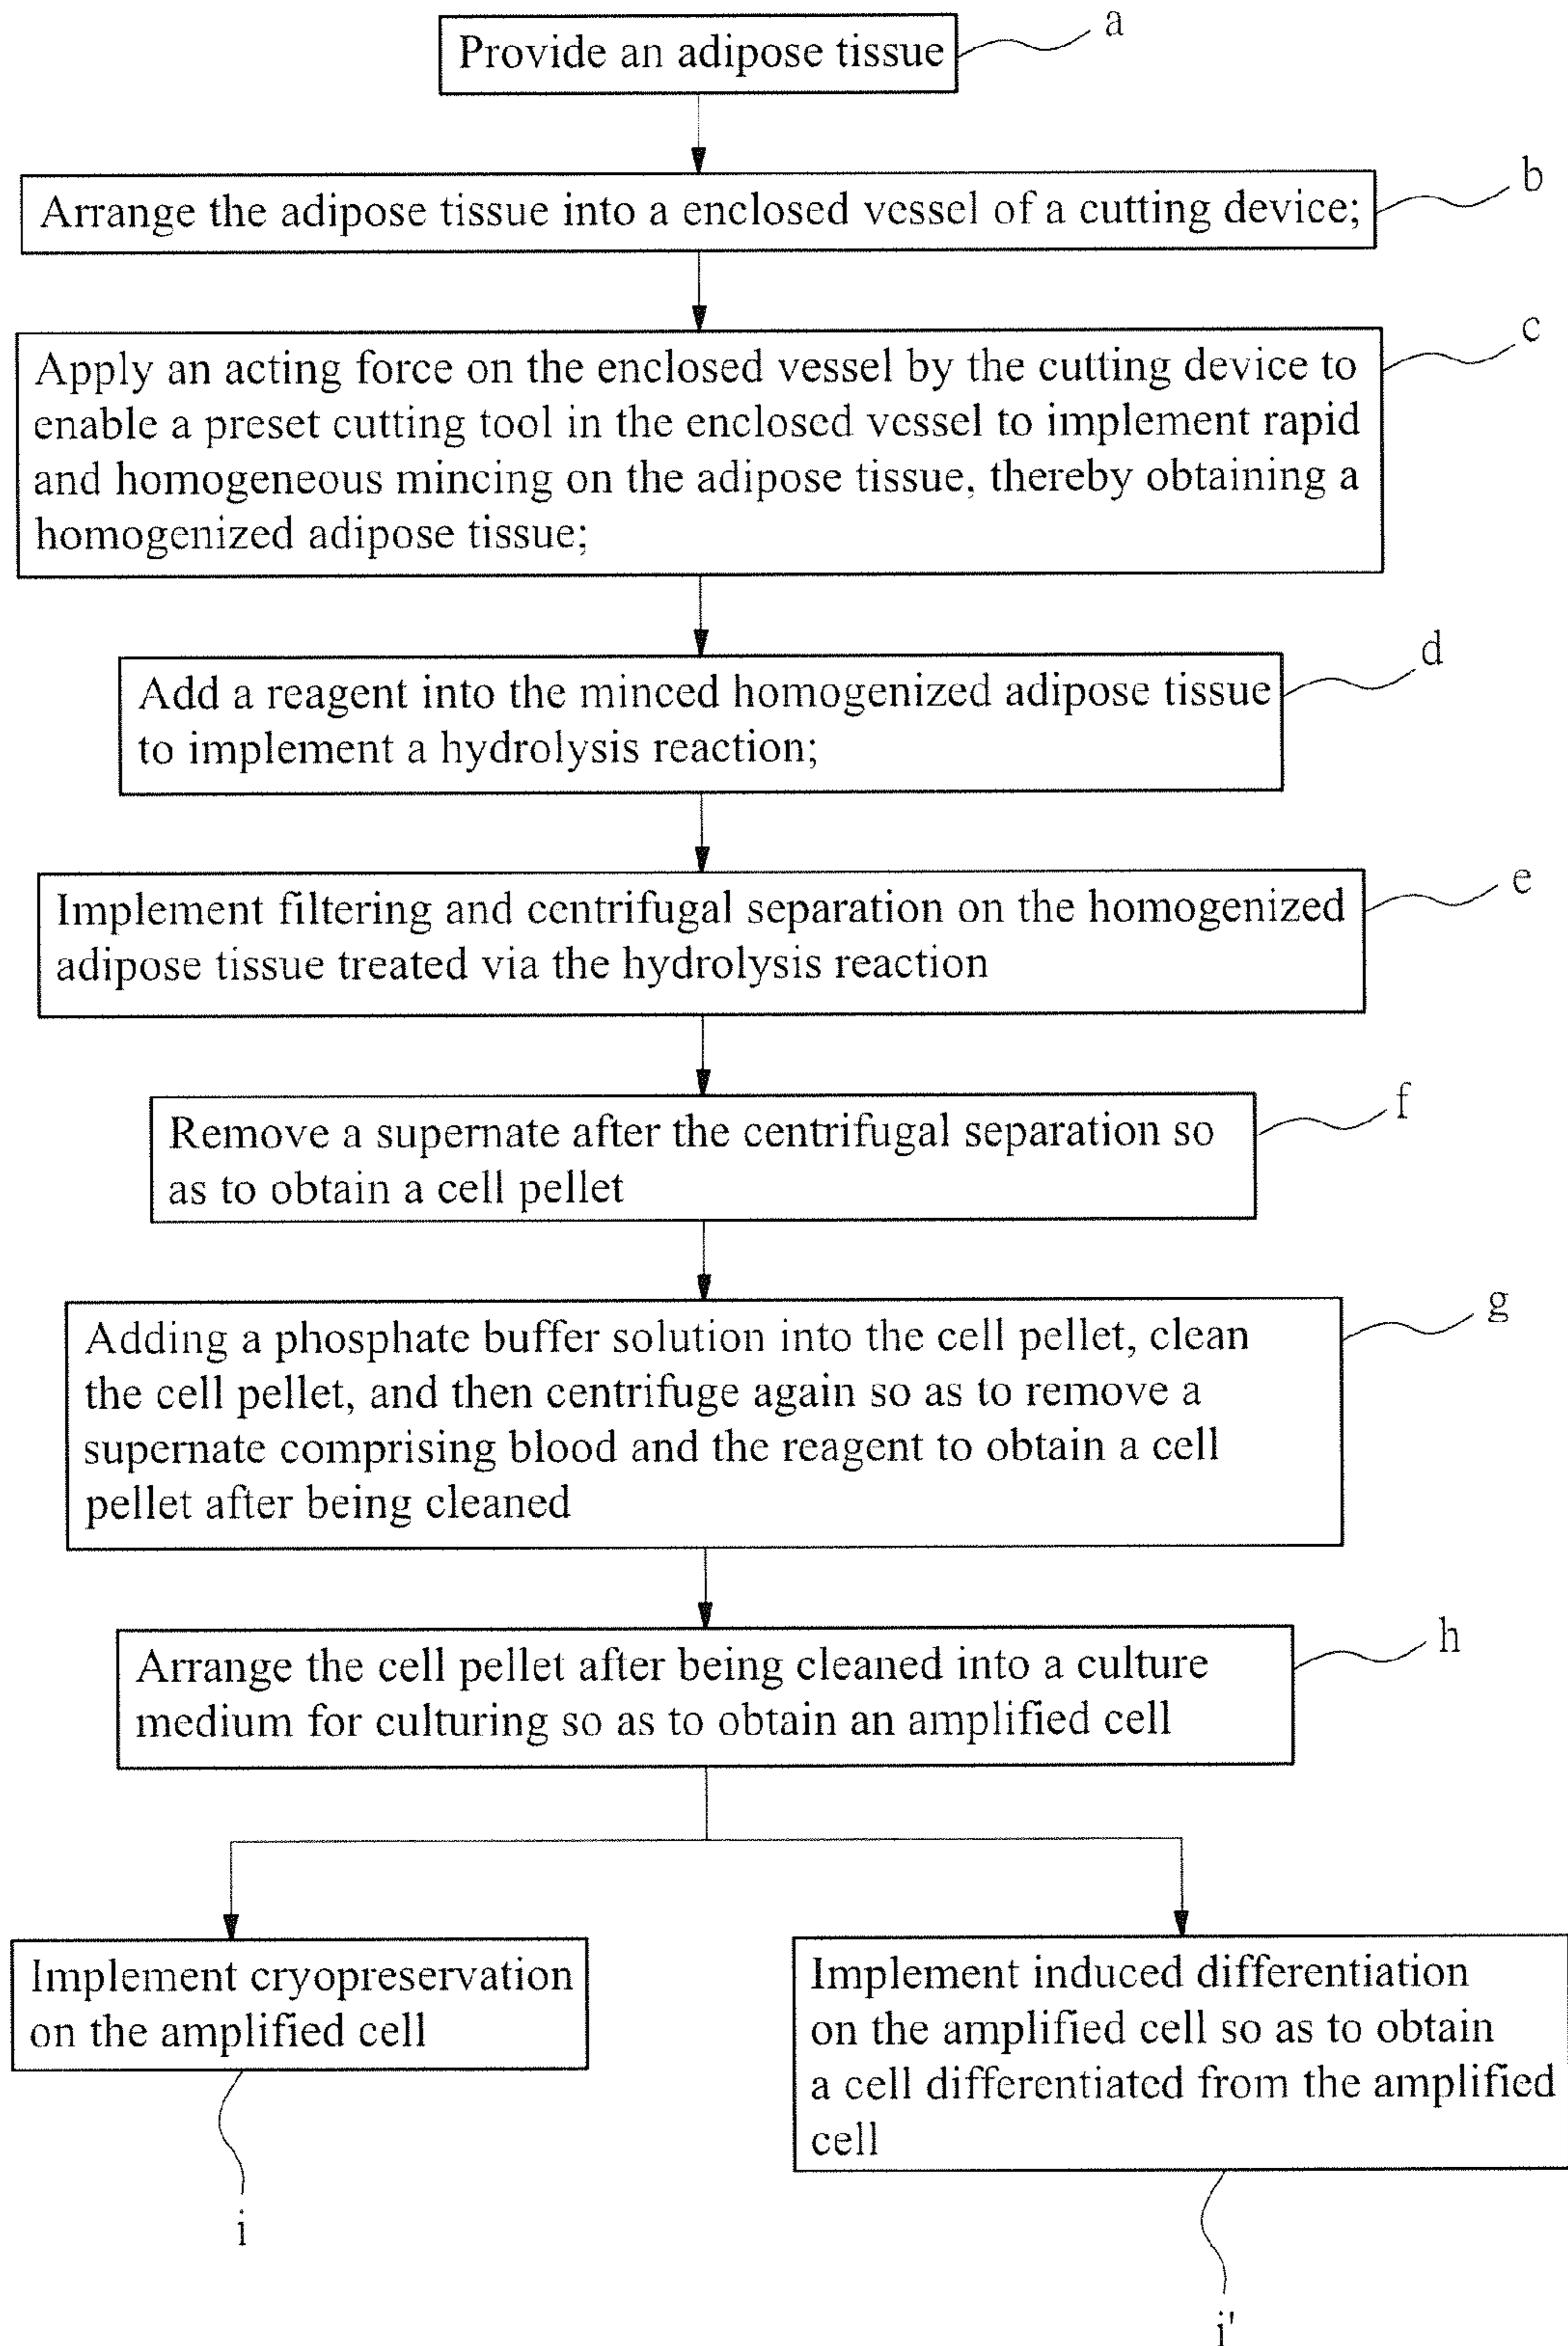 Provide an adipose tissue
a
Arrange the adipose tissue into a enclosed vessel of a cutting device;
b
Apply an acting force on the enclosed vessel by the cutting device to
enable a preset cutting tool in the enclosed vessel to implement rapid
and homogeneous mincing on the adipose tissue, thereby obtaining a
homogenized adipose tissue;
c
Add a reagent into the minced homogenized adipose tissue
to implement a hydrolysis reaction;
d
Implement filtering and centrifugal separation on the homogenized
adipose tissue treated via the hydrolysis reaction
e
Remove a supernate after the centrifugal separation so
as to obtain a cell pellet
f
Adding a phosphate buffer solution into the cell pellet, clean
the cell pellet, and then centrifuge again so as to remove a
supernate comprising blood and the reagent to obtain a cell
pellet after being cleaned
g
Arrange the cell pellet after being cleaned into a culture
medium for culturing so as to obtain an amplified cell
h
Implement cryopreservation
on the amplified cell
i
Implement induced differentiation
on the amplified cell so as to obtain
a cell differentiated from the amplified
cell
i'